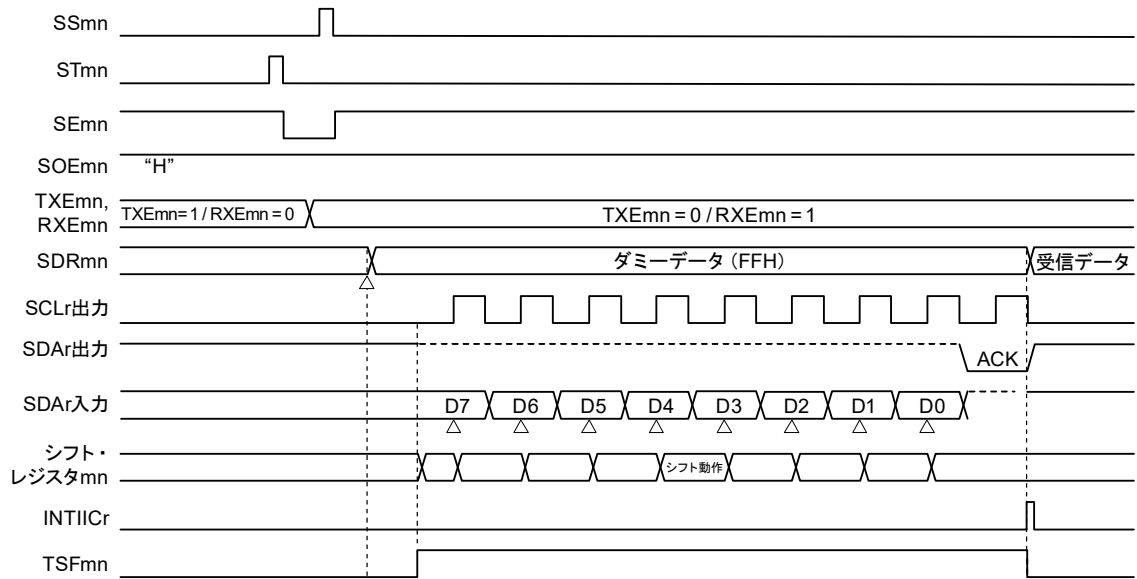 SSmn
STmn
SEmn
SOEmn “H”
TXEmn,
RXEmn
TXEmn=1 / RXEmn = 0 TXEmn = 0 / RXEmn = 1
SDRmn ダミーデータ (FFH) 受信データ
SCLr出力
SDAr出力 ACK
SDAr入力 D7 D6 D5 D4 D3 D2 D1 D0
シフト・
レジスタmn
シフト動作
INTIICr
TSFmn